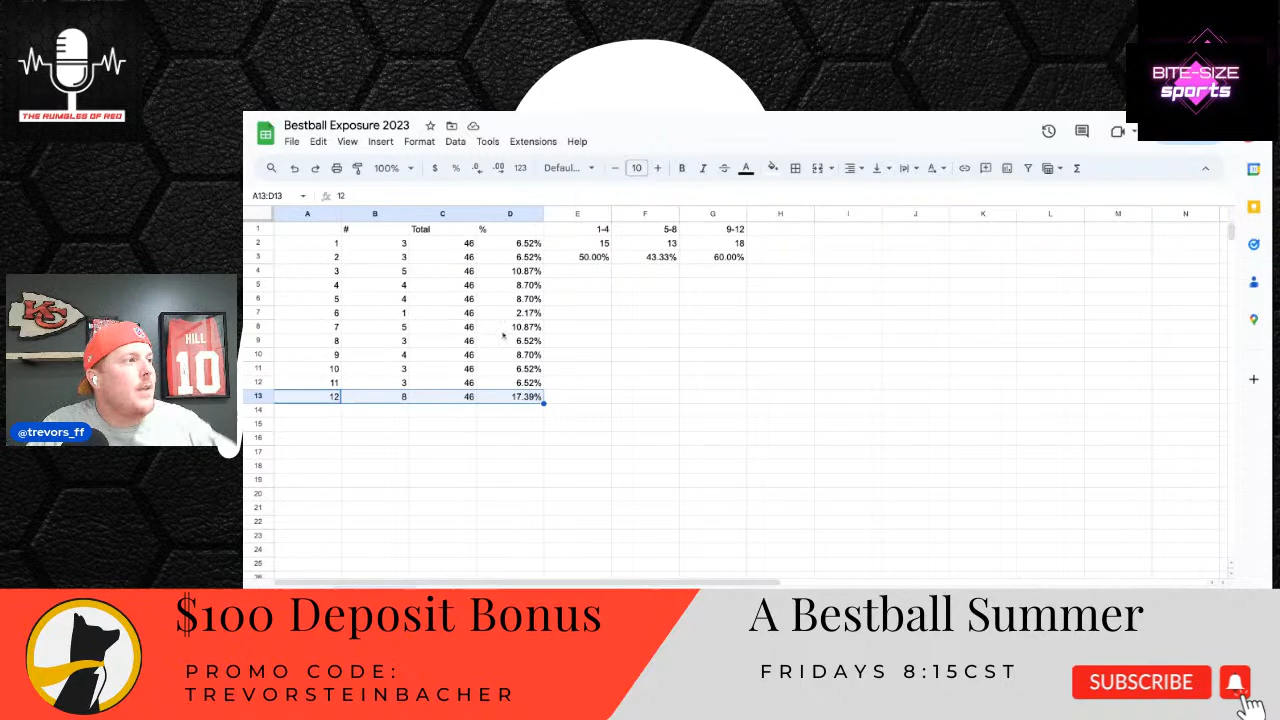 THE RUMBLES OF RED
BITE-SIZE
sports
Bestball Exposure 2023
File Edit View Insert Format Data Tools Extensions Help
100% $ % .0 .00 123 Defaul... 10 B I S A
A13:D13 fx 12
A B C D E F G H I J K L M N
1 # Total % 1-4 5-8 9-12
2 1 3 46 6.52% 15 13 18
3 2 3 46 6.52% 50.00% 43.33% 60.00%
4 3 5 46 10.87%
5 4 4 46 8.70%
6 5 4 46 8.70%
7 6 1 46 2.17%
8 7 5 46 10.87%
9 8 3 46 6.52%
10 9 4 46 8.70%
11 10 3 46 6.52%
12 11 3 46 6.52%
13 12 8 46 17.39%
14
15
16
17
18
19
20
21
22
23
24
25
KC
HILL
10
@trevors_ff
$100 Deposit Bonus
PROMO CODE:
TREVORSTEINBACHER
A Bestball Summer
FRIDAYS 8:15CST
SUBSCRIBE